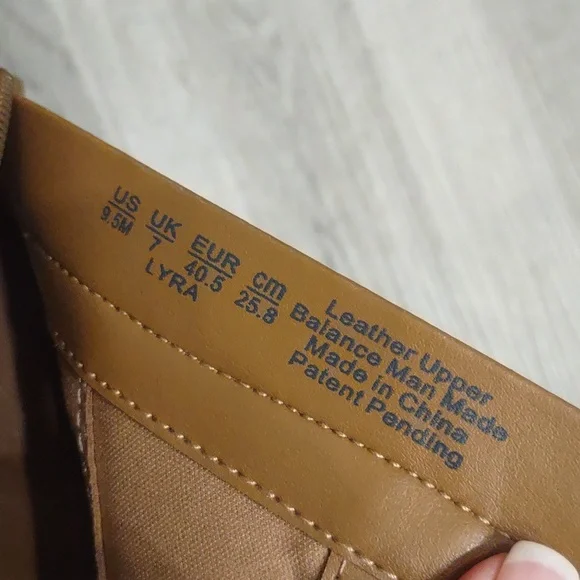 US UK EUR cm
9.5M 7 40.5 25.8
LYRA
Leather Upper
Balance Man Made
Made in China
Patent Pending